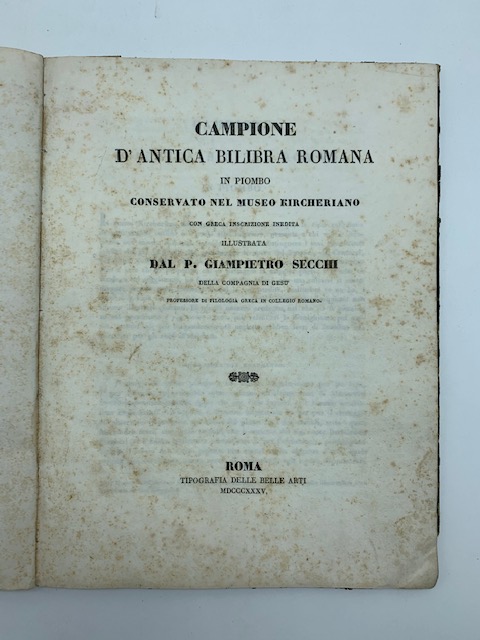 CAMPIONE
D'ANTICA BILIBRA ROMANA
IN PIOMBO
CONSERVATO NEL MUSEO KIRCHERIANO
CON GRECA INSCRIZIONE INEDITA
ILLUSTRATA
DAL P. GIAMPIETRO SECCHI
DELLA COMPAGNIA DI GESU'
PROFESSORE DI FILOLOGIA GRECA IN COLLEGIO ROMANO.
ROMA
TIPOGRAFIA DELLE BELLE ARTI
MDCCCXXXV.